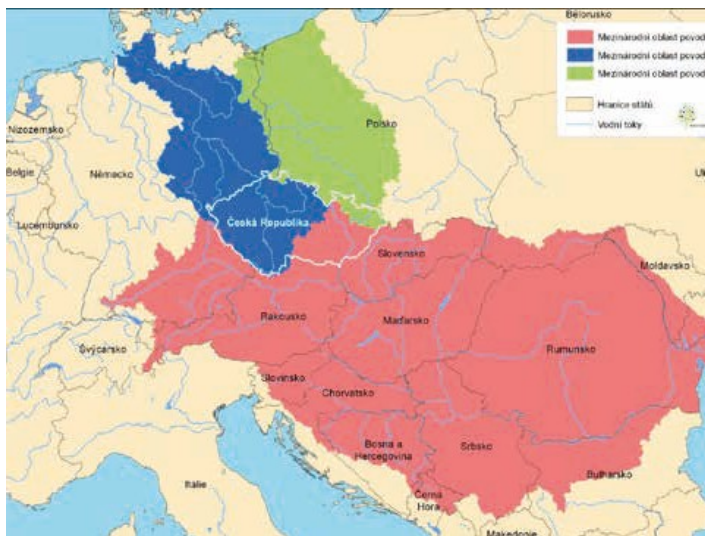 Bělorusko
Mezinárodní oblast povod
Mezinárodní oblast povod
Mezinárodní oblast povod
Hranice států
Vodní toky
Nizozemsko
Polsko
Belgie
Německo
Lucembursko
Česká Republika
Slovensko
Moldavsko
Rakousko
Maďarsko
Rumunsko
Švýcarsko
Slovinsko
Chorvatsko
Bosna a
Hercegovina
Srbsko
Bulharsko
Itálie
Černá
Hora
Makedonie